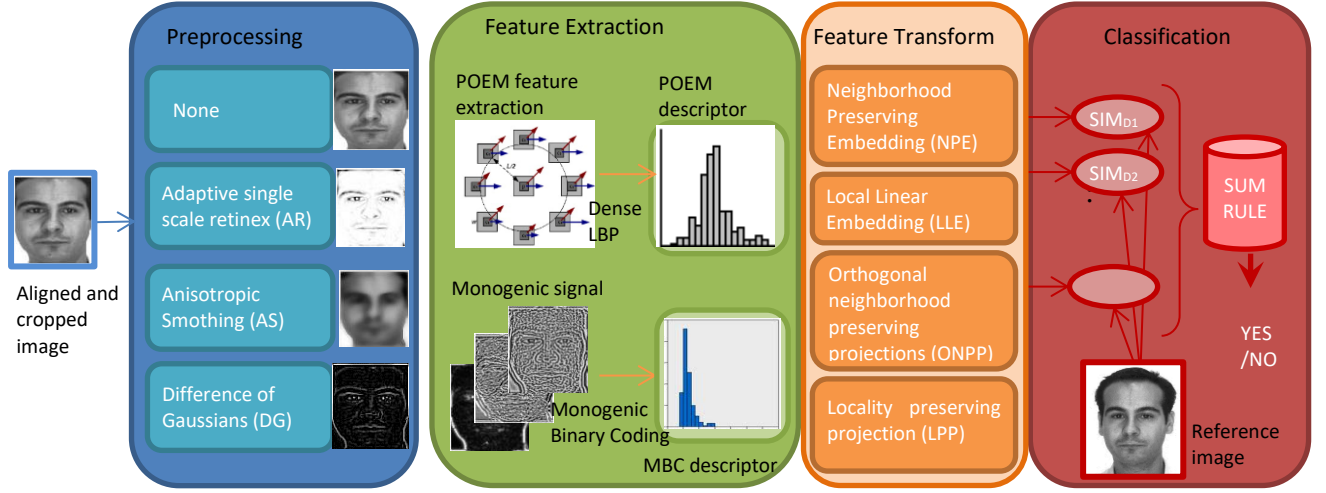 Preprocessing
None
Adaptive single
scale retinex (AR)
Anisotropic
Smothing (AS)
Difference of
Gaussians (DG)
Aligned and
cropped
image
Feature Extraction
POEM feature
extraction
POEM
descriptor
Dense
LBP
Monogenic signal
Monogenic
Binary Coding
MBC descriptor
Feature Transform
Neighborhood
Preserving
Embedding (NPE)
Local Linear
Embedding (LLE)
Orthogonal
neighborhood
preserving
projections (ONPP)
Locality preserving
projection (LPP)
Classification
SIMD1
SIMD2
SUM
RULE
YES
/NO
Reference
image